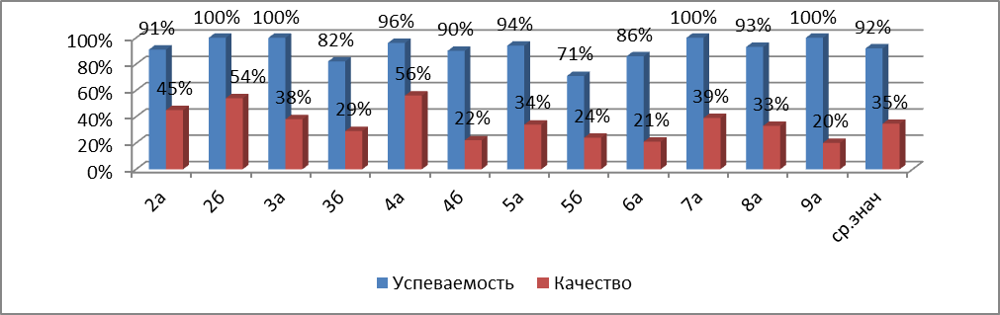 91% 100% 100% 82% 96% 90% 94% 71% 86% 100% 93% 100% 92%
45% 54% 38% 29% 56% 22% 34% 24% 21% 39% 33% 20% 35%
100%
80%
60%
40%
20%
0%
2а 2б 3а 3б 4а 4б 5а 5б 6а 7а 8а 9а ср.знач
Успеваемость Качество